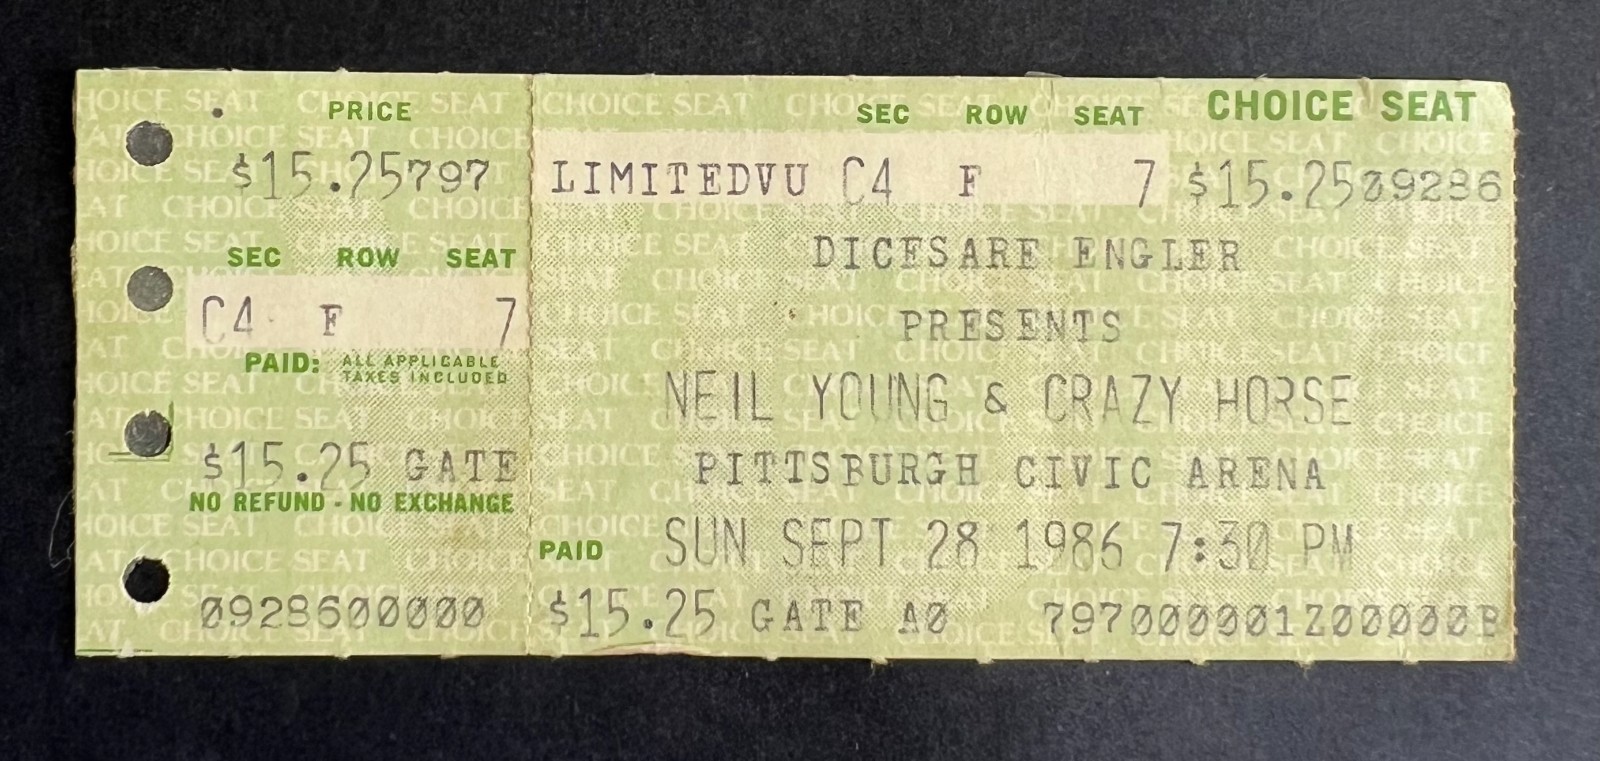 PRICE
$15.25797
SEC ROW SEAT
C4 F 7
PAID: ALL APPLICABLE
TAXES INCLUDED
$15.25 GATE
NO REFUND - NO EXCHANGE
0928600000
SEC ROW SEAT CHOICE SEAT
LIMITEDVU C4 F 7 $15.25 09286
DICESARE ENGLER
PRESENTS
NEIL YOUNG & CRAZY HORSE
PITTSBURGH CIVIC ARENA
PAID SUN SEPT 28 1986 7:30 PM
$15.25 GATE A0